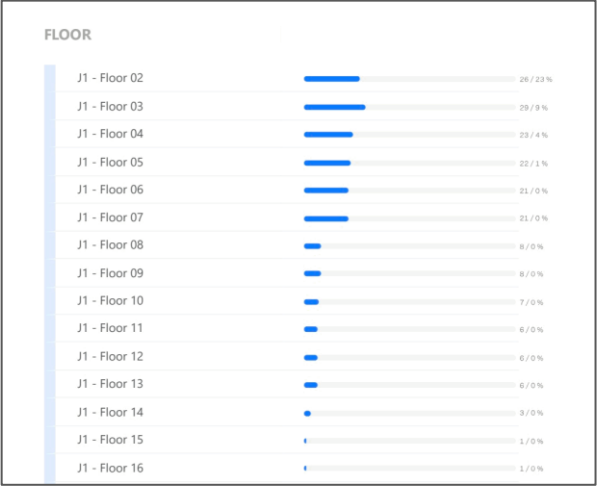 FLOOR
J1 - Floor 02 26 / 23 %
J1 - Floor 03 29 / 9 %
J1 - Floor 04 23 / 4 %
J1 - Floor 05 22 / 1 %
J1 - Floor 06 21 / 0 %
J1 - Floor 07 21 / 0 %
J1 - Floor 08 8 / 0 %
J1 - Floor 09 8 / 0 %
J1 - Floor 10 7 / 0 %
J1 - Floor 11 6 / 0 %
J1 - Floor 12 6 / 0 %
J1 - Floor 13 6 / 0 %
J1 - Floor 14 3 / 0 %
J1 - Floor 15 1 / 0 %
J1 - Floor 16 1 / 0 %